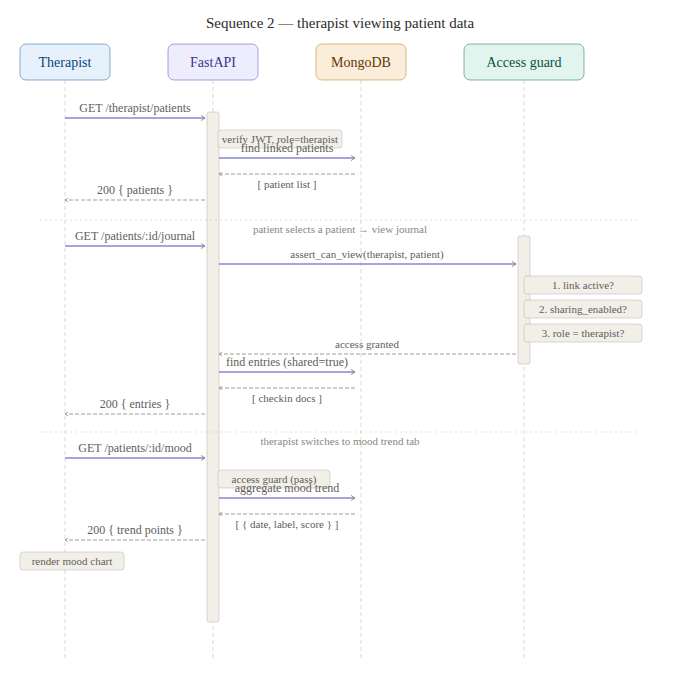 Sequence 2 — therapist viewing patient data
Therapist
FastAPI
MongoDB
Access guard
GET /therapist/patients
verify JWT, role=therapist
find linked patients
[ patient list ]
200 { patients }
patient selects a patient → view journal
GET /patients/:id/journal
assert_can_view(therapist, patient)
1. link active?
2. sharing_enabled?
3. role = therapist?
access granted
find entries (shared=true)
[ checkin docs ]
200 { entries }
therapist switches to mood trend tab
GET /patients/:id/mood
access guard (pass)
aggregate mood trend
[ { date, label, score } ]
200 { trend points }
render mood chart